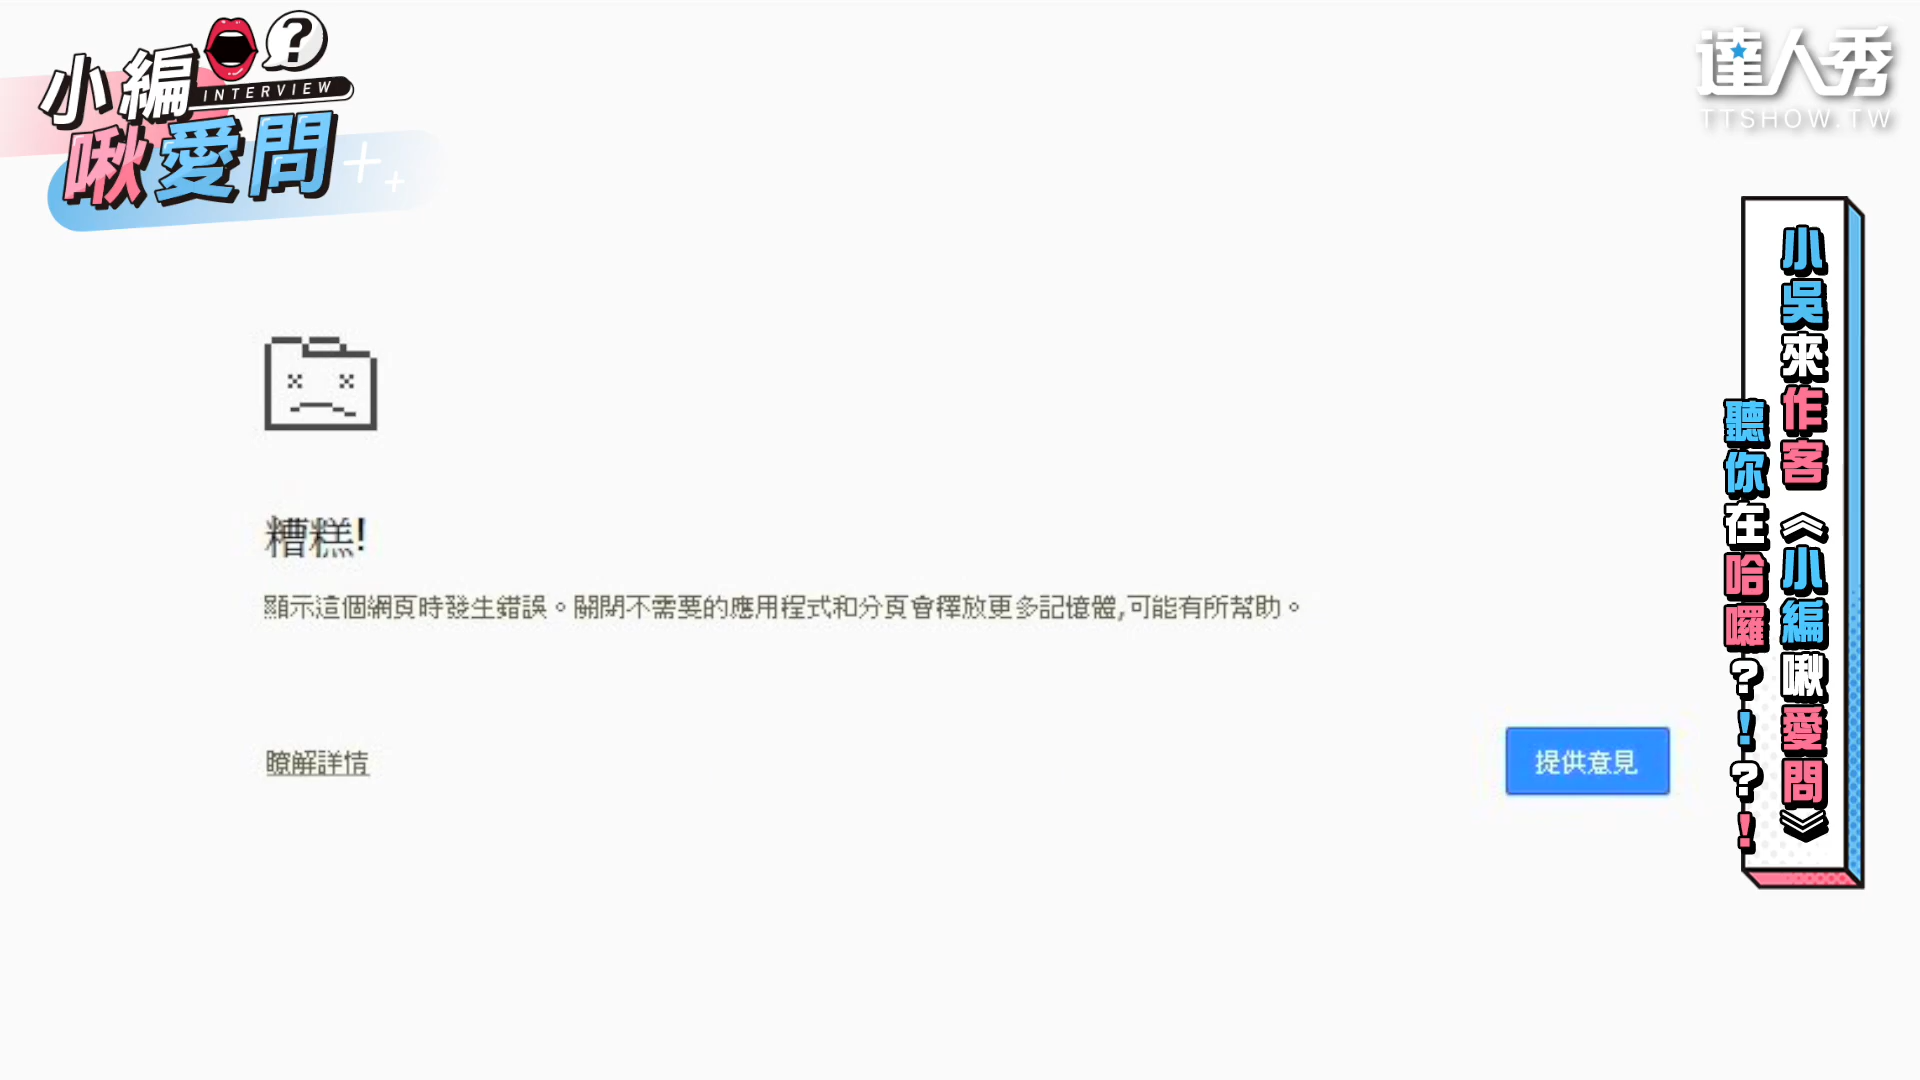 小編
?
INTERVIEW
啾愛問
達人秀
TTSHOW.TW
小吳來作客《小編啾愛問》
聽你在哈囉?!?!
糟糕!
顯示這個網頁時發生錯誤。關閉不需要的應用程式和分頁會釋放更多記憶體,可能有所幫助。
瞭解詳情
提供意見